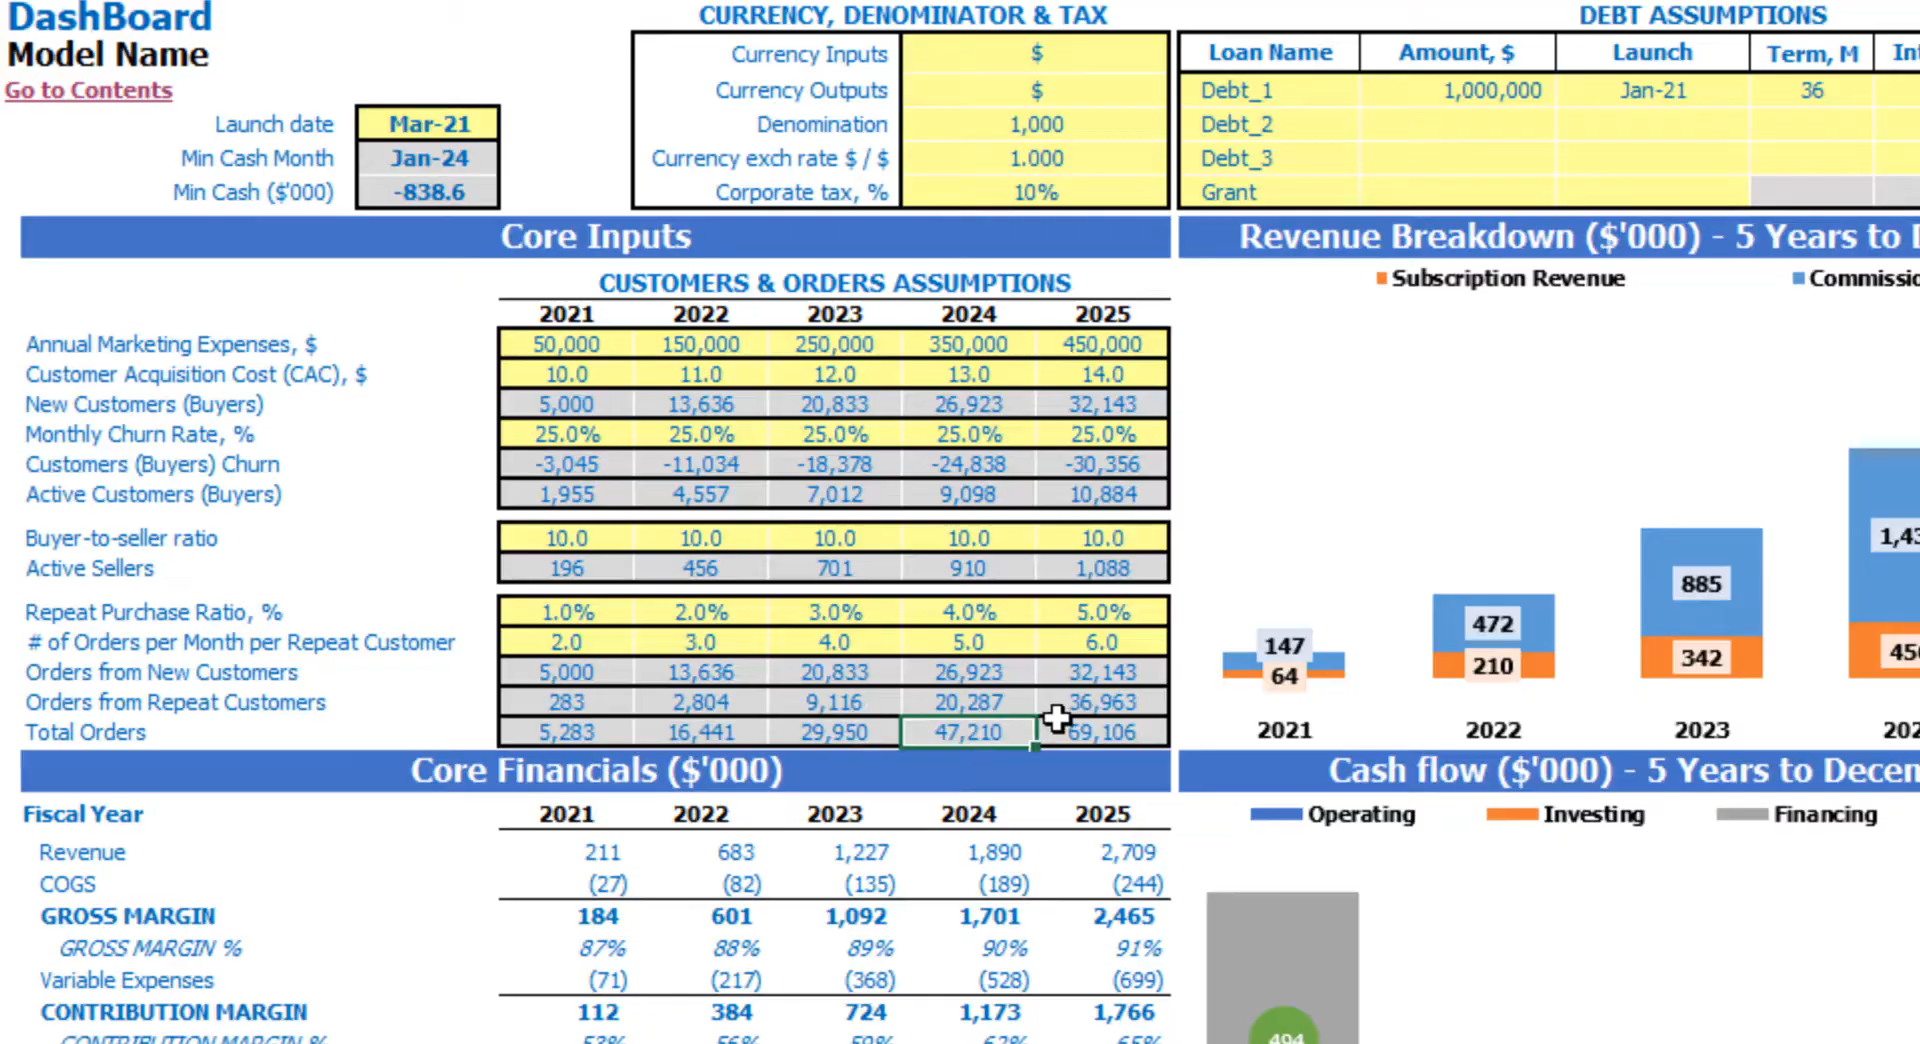 DashBoard
Model Name
Go to Contents
Launch date Mar-21
Min Cash Month Jan-24
Min Cash ($'000) -838.6
CURRENCY, DENOMINATOR & TAX
Currency Inputs $
Currency Outputs $
Denomination 1,000
Currency exch rate $ / $ 1.000
Corporate tax, % 10%
DEBT ASSUMPTIONS
Loan Name Amount, $ Launch Term, M
Debt_1 1,000,000 Jan-21 36
Debt_2
Debt_3
Grant
Core Inputs
CUSTOMERS & ORDERS ASSUMPTIONS
2021 2022 2023 2024 2025
Annual Marketing Expenses, $ 50,000 150,000 250,000 350,000 450,000
Customer Acquisition Cost (CAC), $ 10.0 11.0 12.0 13.0 14.0
New Customers (Buyers) 5,000 13,636 20,833 26,923 32,143
Monthly Churn Rate, % 25.0% 25.0% 25.0% 25.0% 25.0%
Customers (Buyers) Churn -3,045 -11,034 -18,378 -24,838 -30,356
Active Customers (Buyers) 1,955 4,557 7,012 9,098 10,884
Buyer-to-seller ratio 10.0 10.0 10.0 10.0 10.0
Active Sellers 196 456 701 910 1,088
Repeat Purchase Ratio, % 1.0% 2.0% 3.0% 4.0% 5.0%
# of Orders per Month per Repeat Customer 2.0 3.0 4.0 5.0 6.0
Orders from New Customers 5,000 13,636 20,833 26,923 32,143
Orders from Repeat Customers 283 2,804 9,116 20,287 36,963
Total Orders 5,283 16,441 29,950 47,210 69,106
Revenue Breakdown ($'000) - 5 Years to
Subscription Revenue
147 472 885
64 210 342
2021 2022 2023
Core Financials ($'000)
Fiscal Year 2021 2022 2023 2024 2025
Revenue 211 683 1,227 1,890 2,709
COGS (27) (82) (135) (189) (244)
GROSS MARGIN 184 601 1,092 1,701 2,465
GROSS MARGIN % 87% 88% 89% 90% 91%
Variable Expenses (71) (217) (368) (528) (699)
CONTRIBUTION MARGIN 112 384 724 1,173 1,766
CONTRIBUTION MARGIN %
Cash flow ($'000) - 5 Years to
Operating Investing Financing
494